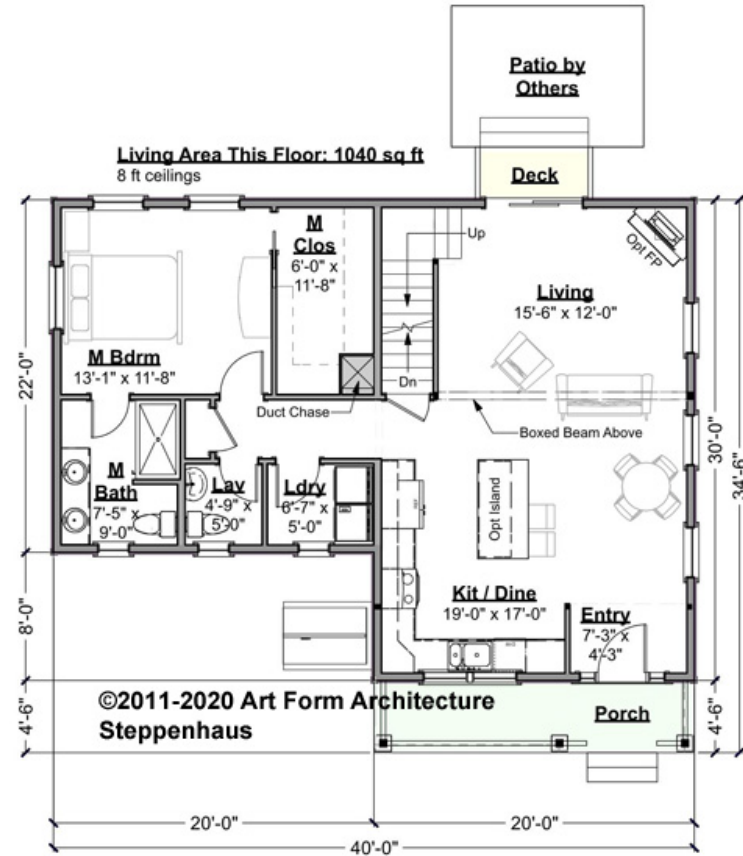 Patio by
Others
Living Area This Floor: 1040 sq ft
8 ft ceilings
Deck
M
Clos
6'-0" x
11'-8"
Up
Opt FP
Living
15'-6" x 12'-0"
M Bdrm
13'-1" x 11'-8"
Dn
Duct Chase
Boxed Beam Above
22'-0"
30'-0"
34'-6"
M
Bath
7'-5" x
9'-0"
Lav
4'-9" x
5'-0"
Ldry
6'-7" x
5'-0"
Opt Island
Kit / Dine
19'-0" x 17'-0"
Entry
7'-3" x
4'-3"
8'-0"
4'-6"
©2011-2020 Art Form Architecture
Steppenhaus
Porch
4'-6"
20'-0"
20'-0"
40'-0"